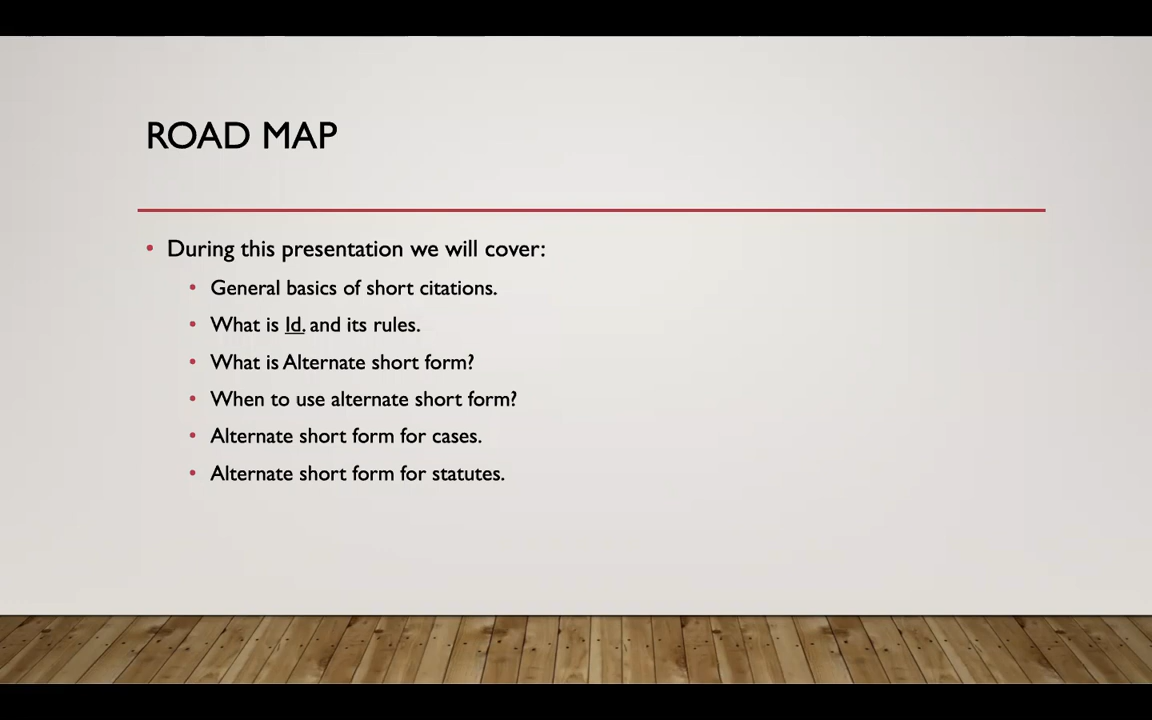 ROAD MAP
• During this presentation we will cover:
• General basics of short citations.
• What is Id. and its rules.
• What is Alternate short form?
• When to use alternate short form?
• Alternate short form for cases.
• Alternate short form for statutes.